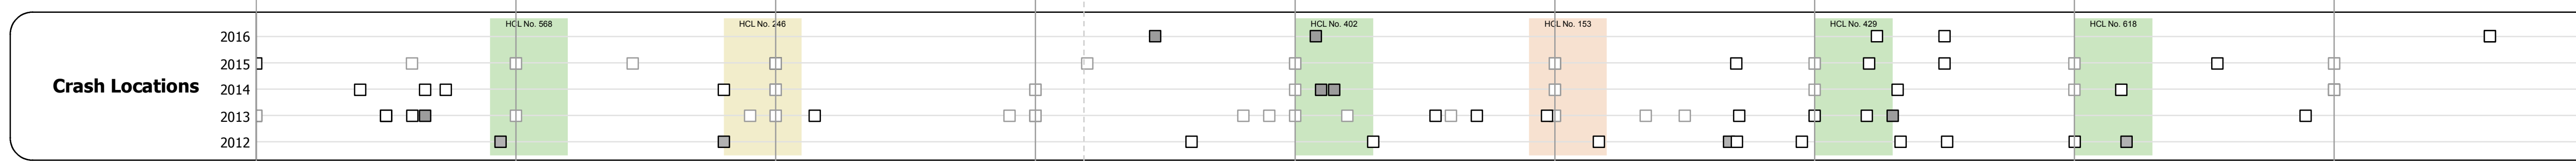 HCL No. 568 HCL No. 246 HCL No. 402 HCL No. 153 HCL No. 429 HCL No. 618
2016
2015
Crash Locations
2014
2013
2012